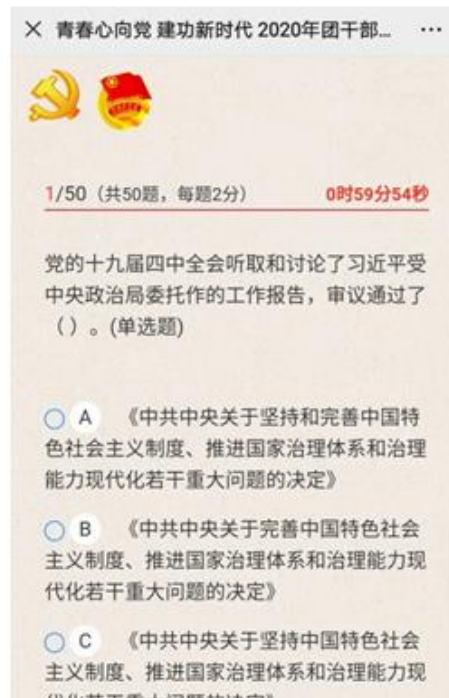 × 青春心向党 建功新时代 2020年团干部... ···
1/50（共50题，每题2分） 0时59分54秒
党的十九届四中全会听取和讨论了习近平受
中央政治局委托作的工作报告，审议通过了
（ ）。(单选题)
A 《中共中央关于坚持和完善中国特
色社会主义制度、推进国家治理体系和治理
能力现代化若干重大问题的决定》
B 《中共中央关于完善中国特色社会
主义制度、推进国家治理体系和治理能力现
代化若干重大问题的决定》
C 《中共中央关于坚持中国特色社会
主义制度、推进国家治理体系和治理能力现